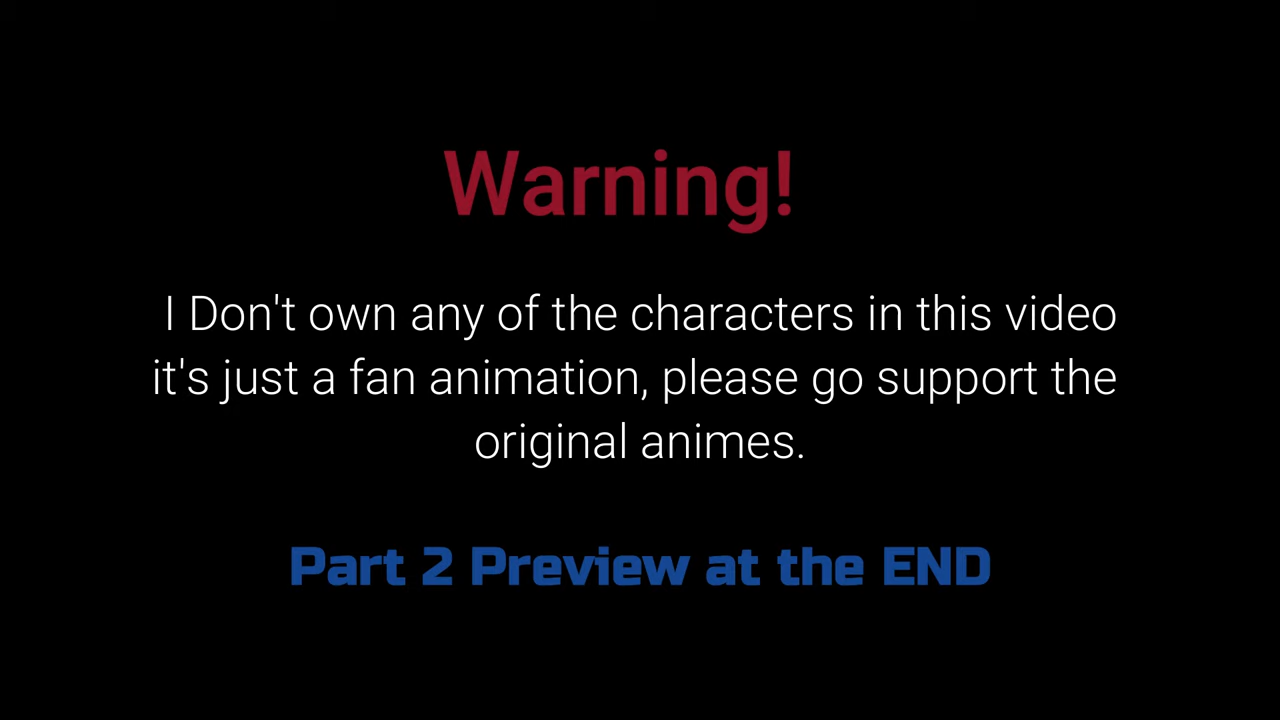 Warning!
I Don't own any of the characters in this video
it's just a fan animation, please go support the
original animes.
Part 2 Preview at the END